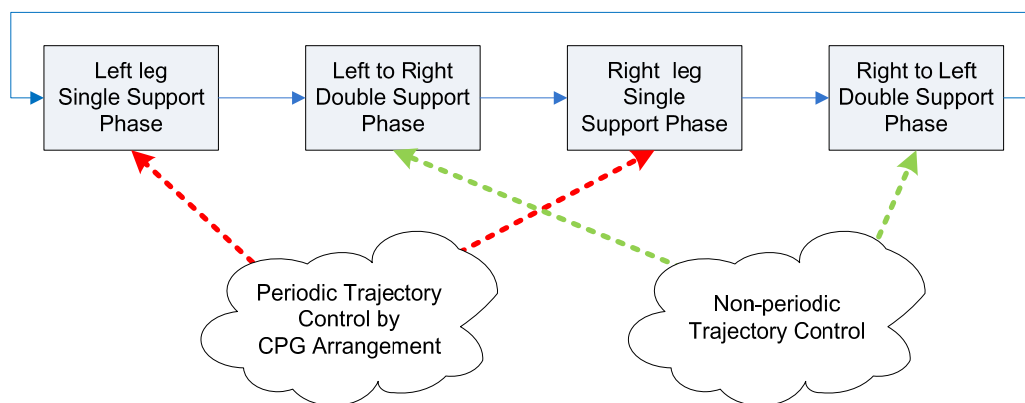 Left leg
Single Support
Phase
Left to Right
Double Support
Phase
Right leg
Single
Support Phase
Right to Left
Double Support
Phase
Periodic Trajectory
Control by
CPG Arrangement
Non-periodic
Trajectory Control